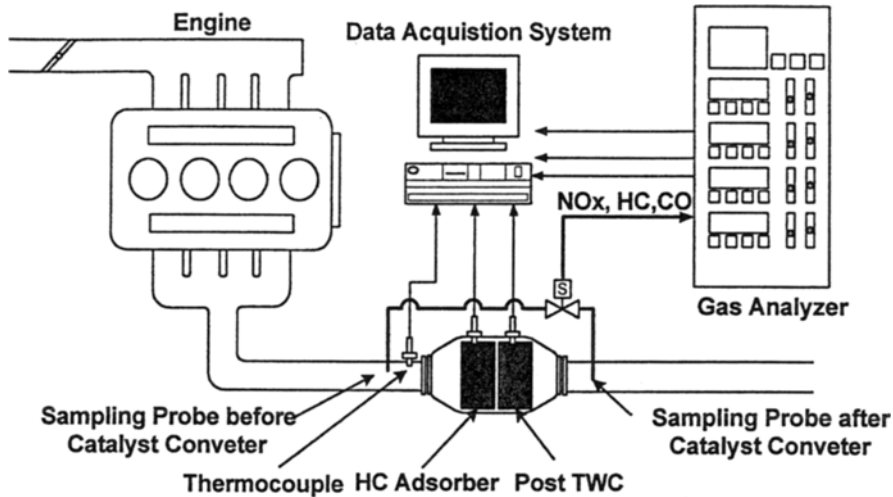 Engine
Data Acquistion System
NOx, HC,CO
S
Gas Analyzer
Sampling Probe before
Catalyst Conveter
Thermocouple
HC Adsorber
Post TWC
Sampling Probe after
Catalyst Conveter